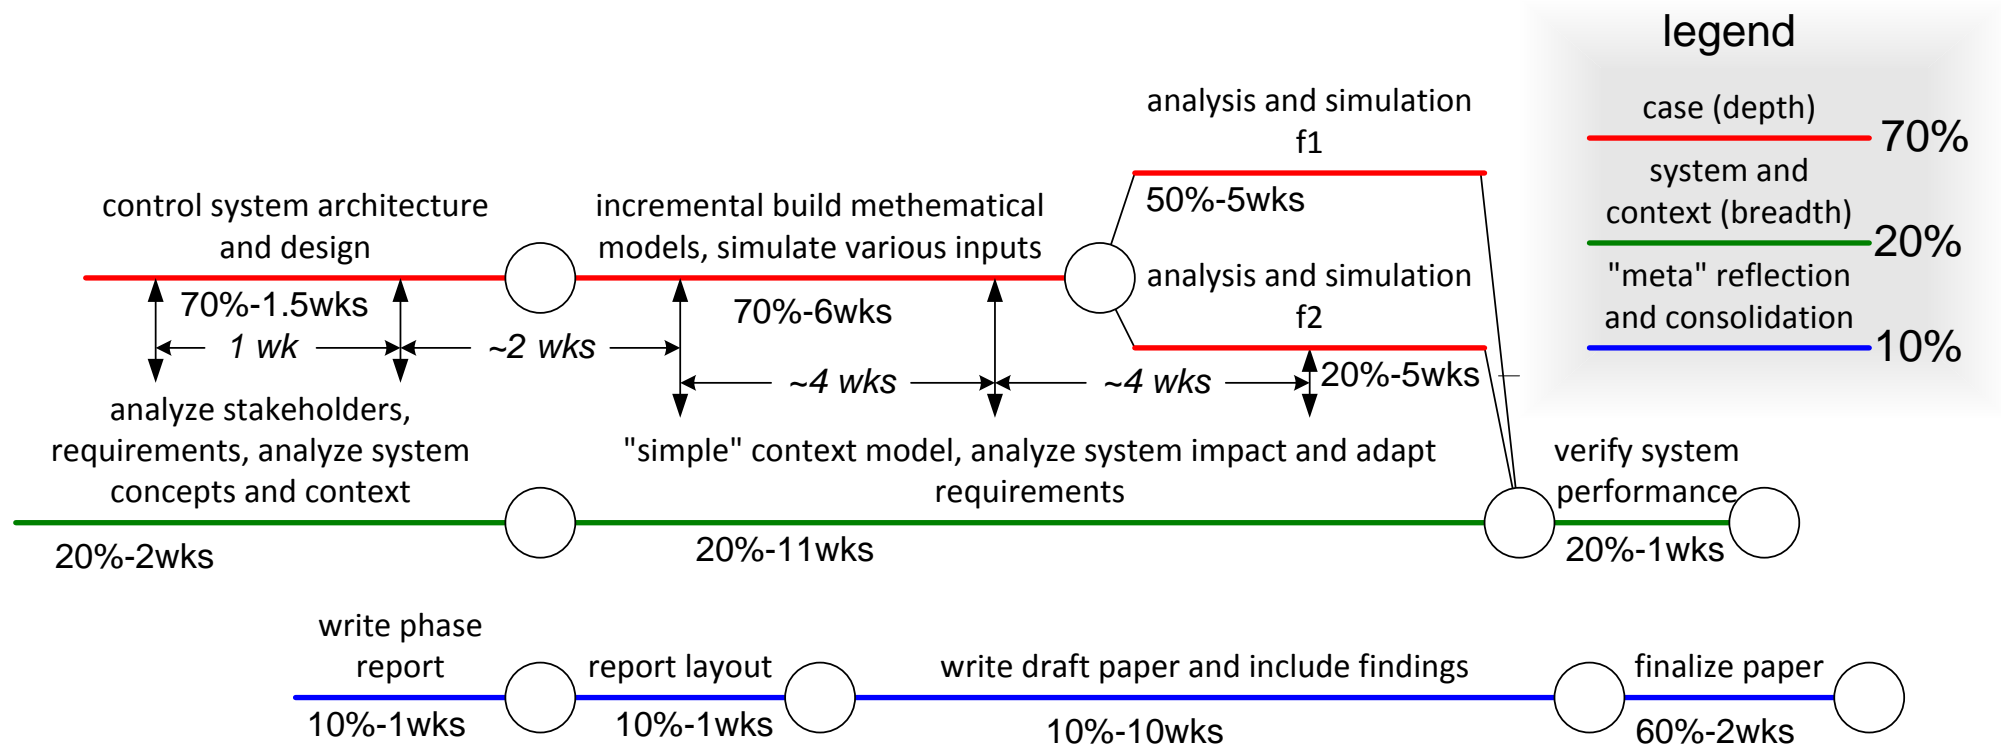 legend
case (depth)
70%
system and
context (breadth)
20%
"meta" reflection
and consolidation
10%
analysis and simulation
f1
50%-5wks
control system architecture
and design
70%-1.5wks
incremental build methematical
models, simulate various inputs
70%-6wks
analysis and simulation
f2
20%-5wks
1 wk
~2 wks
~4 wks
~4 wks
analyze stakeholders,
requirements, analyze system
concepts and context
20%-2wks
"simple" context model, analyze system impact and adapt
requirements
20%-11wks
verify system
performance
20%-1wks
write phase
report
10%-1wks
report layout
10%-1wks
write draft paper and include findings
10%-10wks
finalize paper
60%-2wks